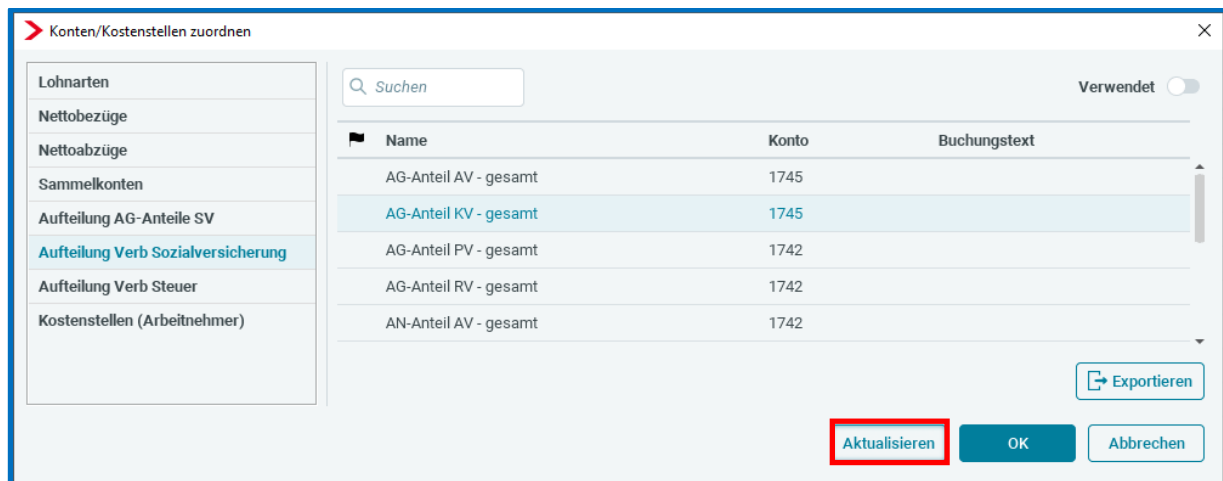 Konten/Kostenstellen zuordnen
Lohnarten
Nettobezüge
Nettoabzüge
Sammelkonten
Aufteilung AG-Anteile SV
Aufteilung Verb Sozialversicherung
Aufteilung Verb Steuer
Kostenstellen (Arbeitnehmer)
Suchen
Verwendet
Name Konto Buchungstext
AG-Anteil AV - gesamt 1745
AG-Anteil KV - gesamt 1745
AG-Anteil PV - gesamt 1742
AG-Anteil RV - gesamt 1742
AN-Anteil AV - gesamt 1742
Exportieren
Aktualisieren OK Abbrechen